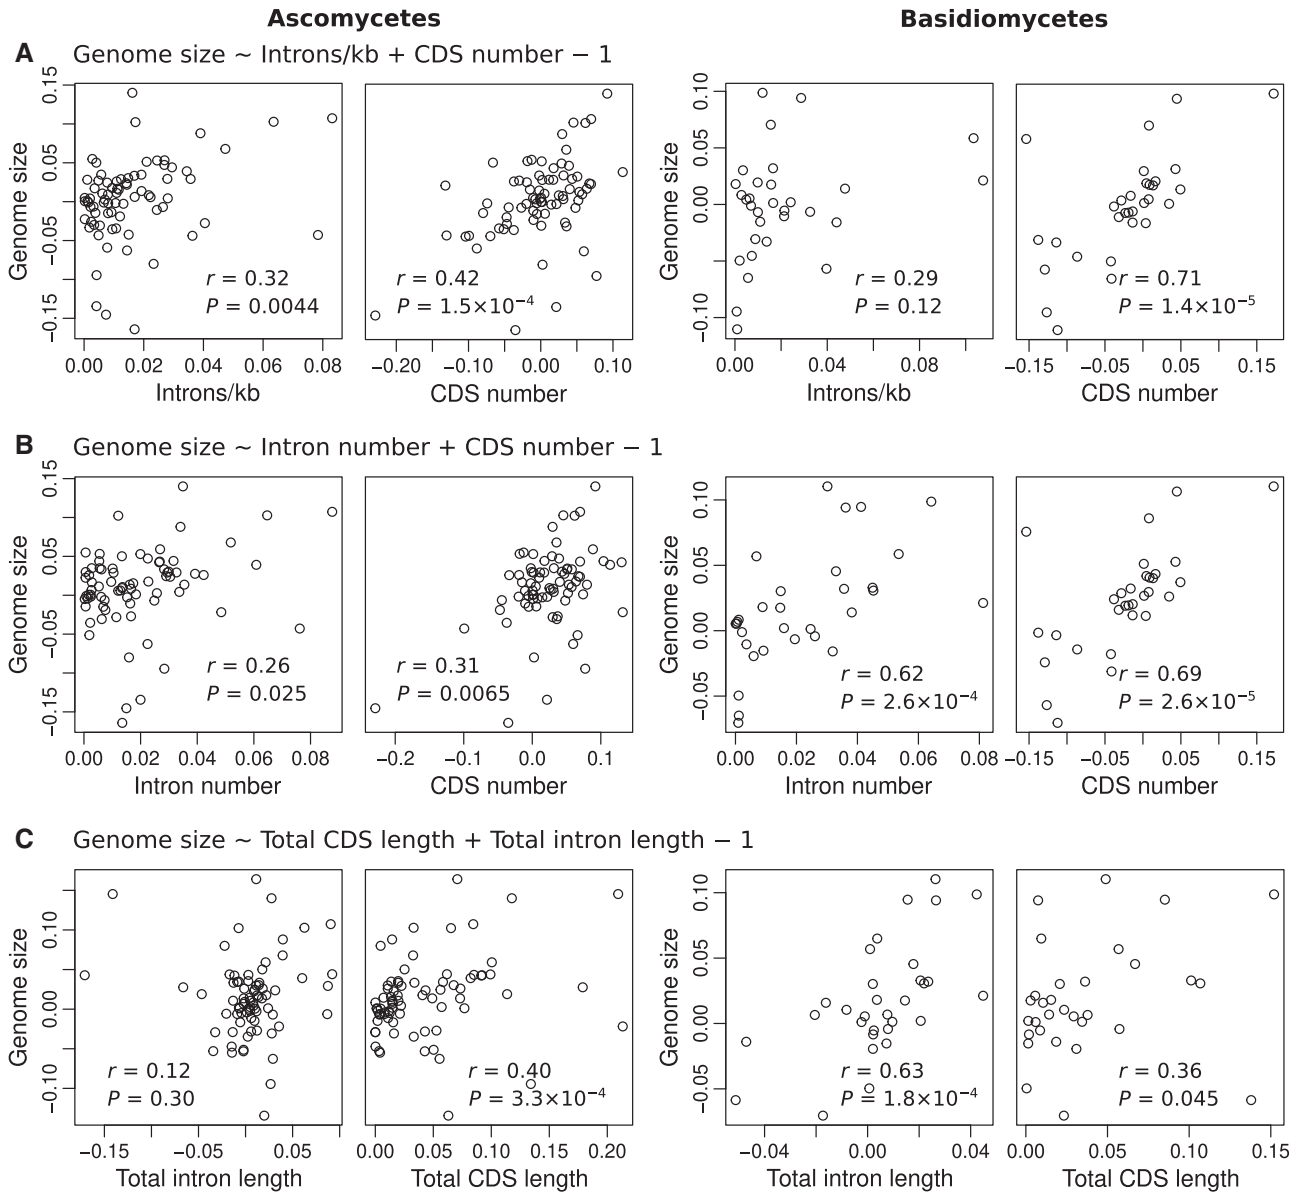 Ascomycetes Basidiomycetes
A Genome size ~ Introns/kb + CDS number − 1
Genome size
0.15
0.05
−0.05
−0.15
r = 0.32
P = 0.0044
0.00 0.02 0.04 0.06 0.08
Introns/kb
r = 0.42
P = 1.5×10⁻⁴
−0.20 −0.10 0.00 0.10
CDS number
Genome size
0.10
0.05
0.00
−0.10
r = 0.29
P = 0.12
0.00 0.04 0.08
Introns/kb
r = 0.71
P = 1.4×10⁻⁵
−0.15 −0.05 0.05 0.15
CDS number
B Genome size ~ Intron number + CDS number − 1
Genome size
0.15
0.05
−0.05
−0.15
r = 0.26
P = 0.025
0.00 0.02 0.04 0.06 0.08
Intron number
r = 0.31
P = 0.0065
−0.2 −0.1 0.0 0.1
CDS number
Genome size
0.10
0.05
0.00
−0.05
r = 0.62
P = 2.6×10⁻⁴
0.00 0.02 0.04 0.06 0.08
Intron number
r = 0.69
P = 2.6×10⁻⁵
−0.15 −0.05 0.05 0.15
CDS number
C Genome size ~ Total CDS length + Total intron length − 1
Genome size
0.10
0.00
−0.10
r = 0.12
P = 0.30
−0.15 −0.05 0.05
Total intron length
r = 0.40
P = 3.3×10⁻⁴
0.00 0.05 0.10 0.15 0.20
Total CDS length
Genome size
0.10
0.05
0.00
−0.05
r = 0.63
P = 1.8×10⁻⁴
−0.04 0.00 0.04
Total intron length
r = 0.36
P = 0.045
0.00 0.05 0.10 0.15
Total CDS length